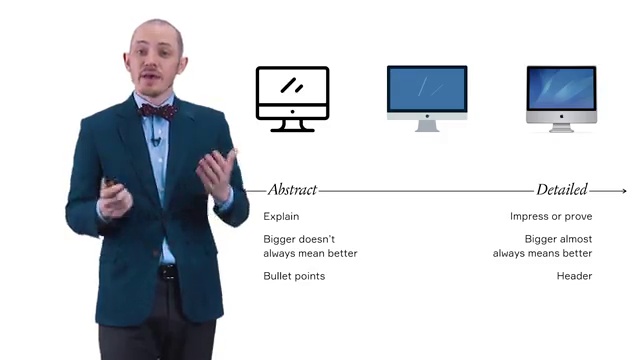 Abstract
Detailed
Explain
Impress or prove
Bigger doesn't
always mean better
Bigger almost
always means better
Bullet points
Header